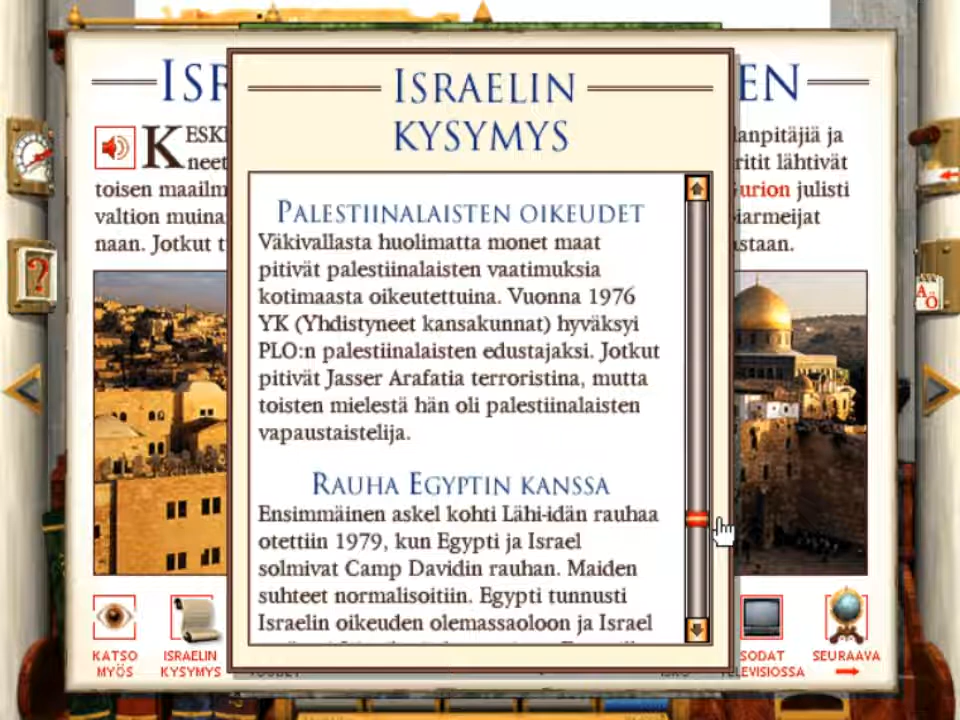 ISR
EN
ISRAELIN
KYSYMYS
KESK
lanpitäjiä ja
neet
ritit lähtivät
toisen maailm
urion julisti
valtion muina
iarmeijat
naan. Jotkut t
astaan.
PALESTIINALAISTEN OIKEUDET
Väkivallasta huolimatta monet maat
pitivät palestiinalaisten vaatimuksia
kotimaasta oikeutettuina. Vuonna 1976
YK (Yhdistyneet kansakunnat) hyväksyi
PLO:n palestiinalaisten edustajaksi. Jotkut
pitivät Jasser Arafatia terroristina, mutta
toisten mielestä hän oli palestiinalaisten
vapaustaistelija.
RAUHA EGYPTIN KANSSA
Ensimmäinen askel kohti Lähi-idän rauhaa
otettiin 1979, kun Egypti ja Israel
solmivat Camp Davidin rauhan. Maiden
suhteet normalisoitiin. Egypti tunnusti
Israelin oikeuden olemassaoloon ja Israel
?
A
Ö
KATSO
MYÖS
ISRAELIN
KYSYMYS
SODAT
TELEVISIOSSA
SEURAAVA